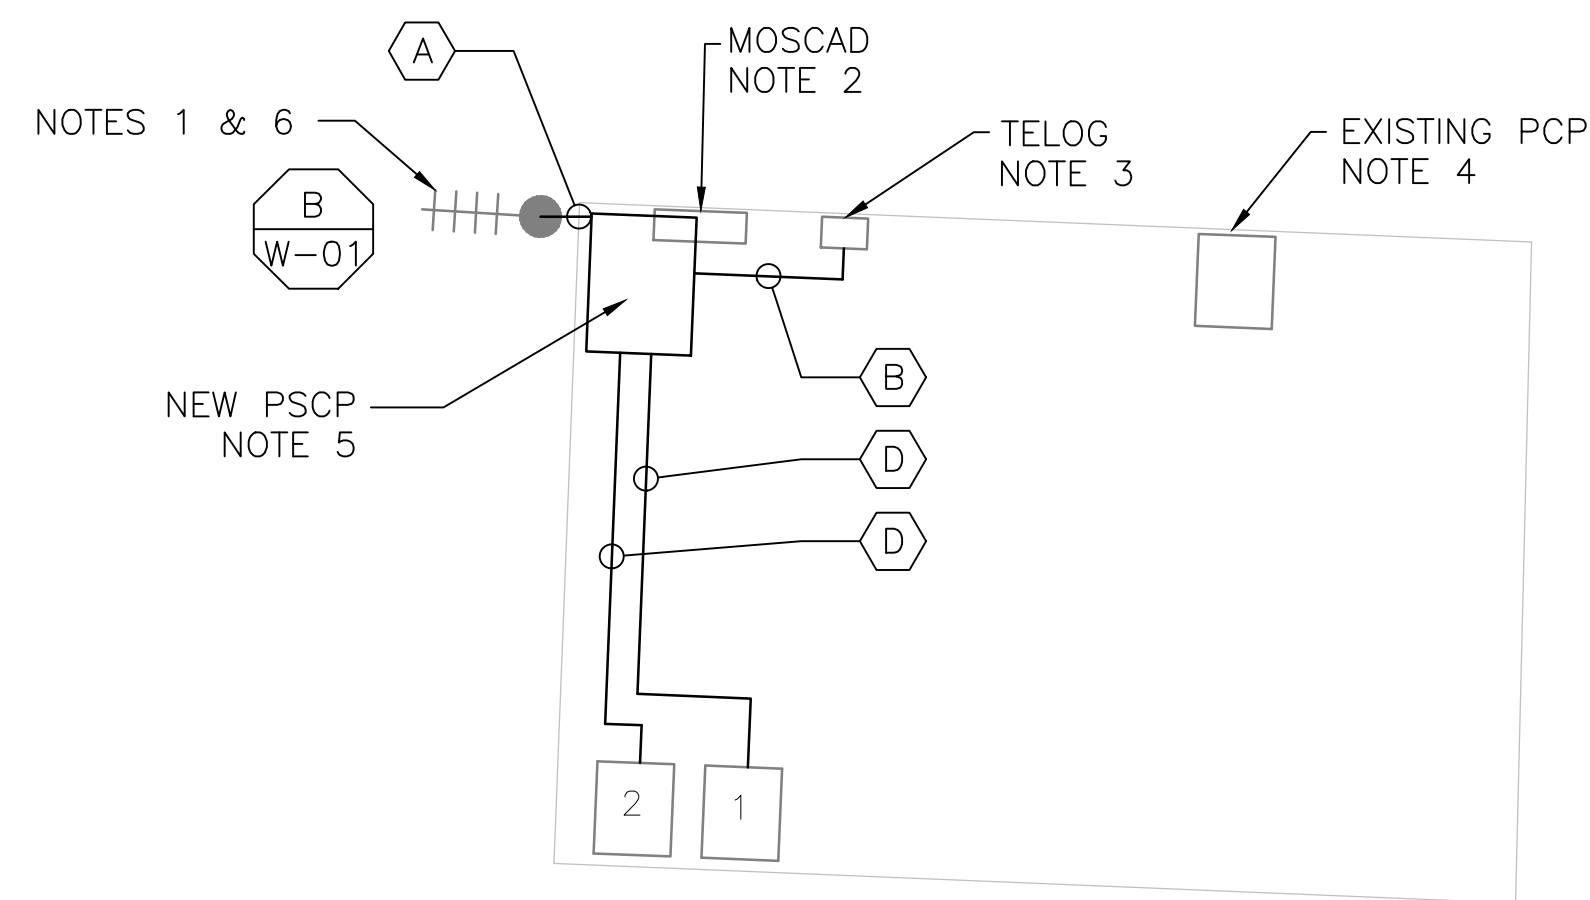 A
MOSCAD
NOTE 2
NOTES 1 & 6
TELOG
NOTE 3
EXISTING PCP
NOTE 4
B
W-01
NEW PSCP
NOTE 5
B
D
D
2
1